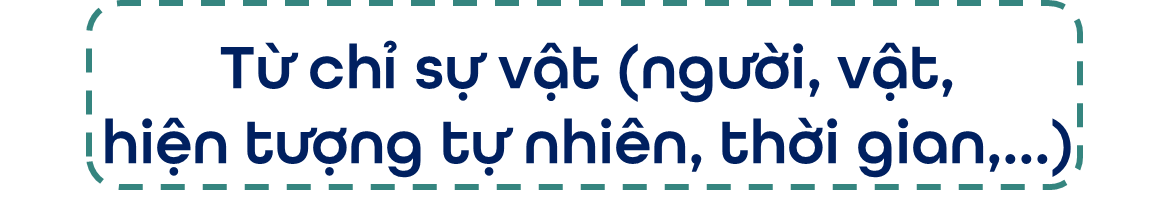 Từ chỉ sự vật (người, vật,
hiện tượng tự nhiên, thời gian,...)